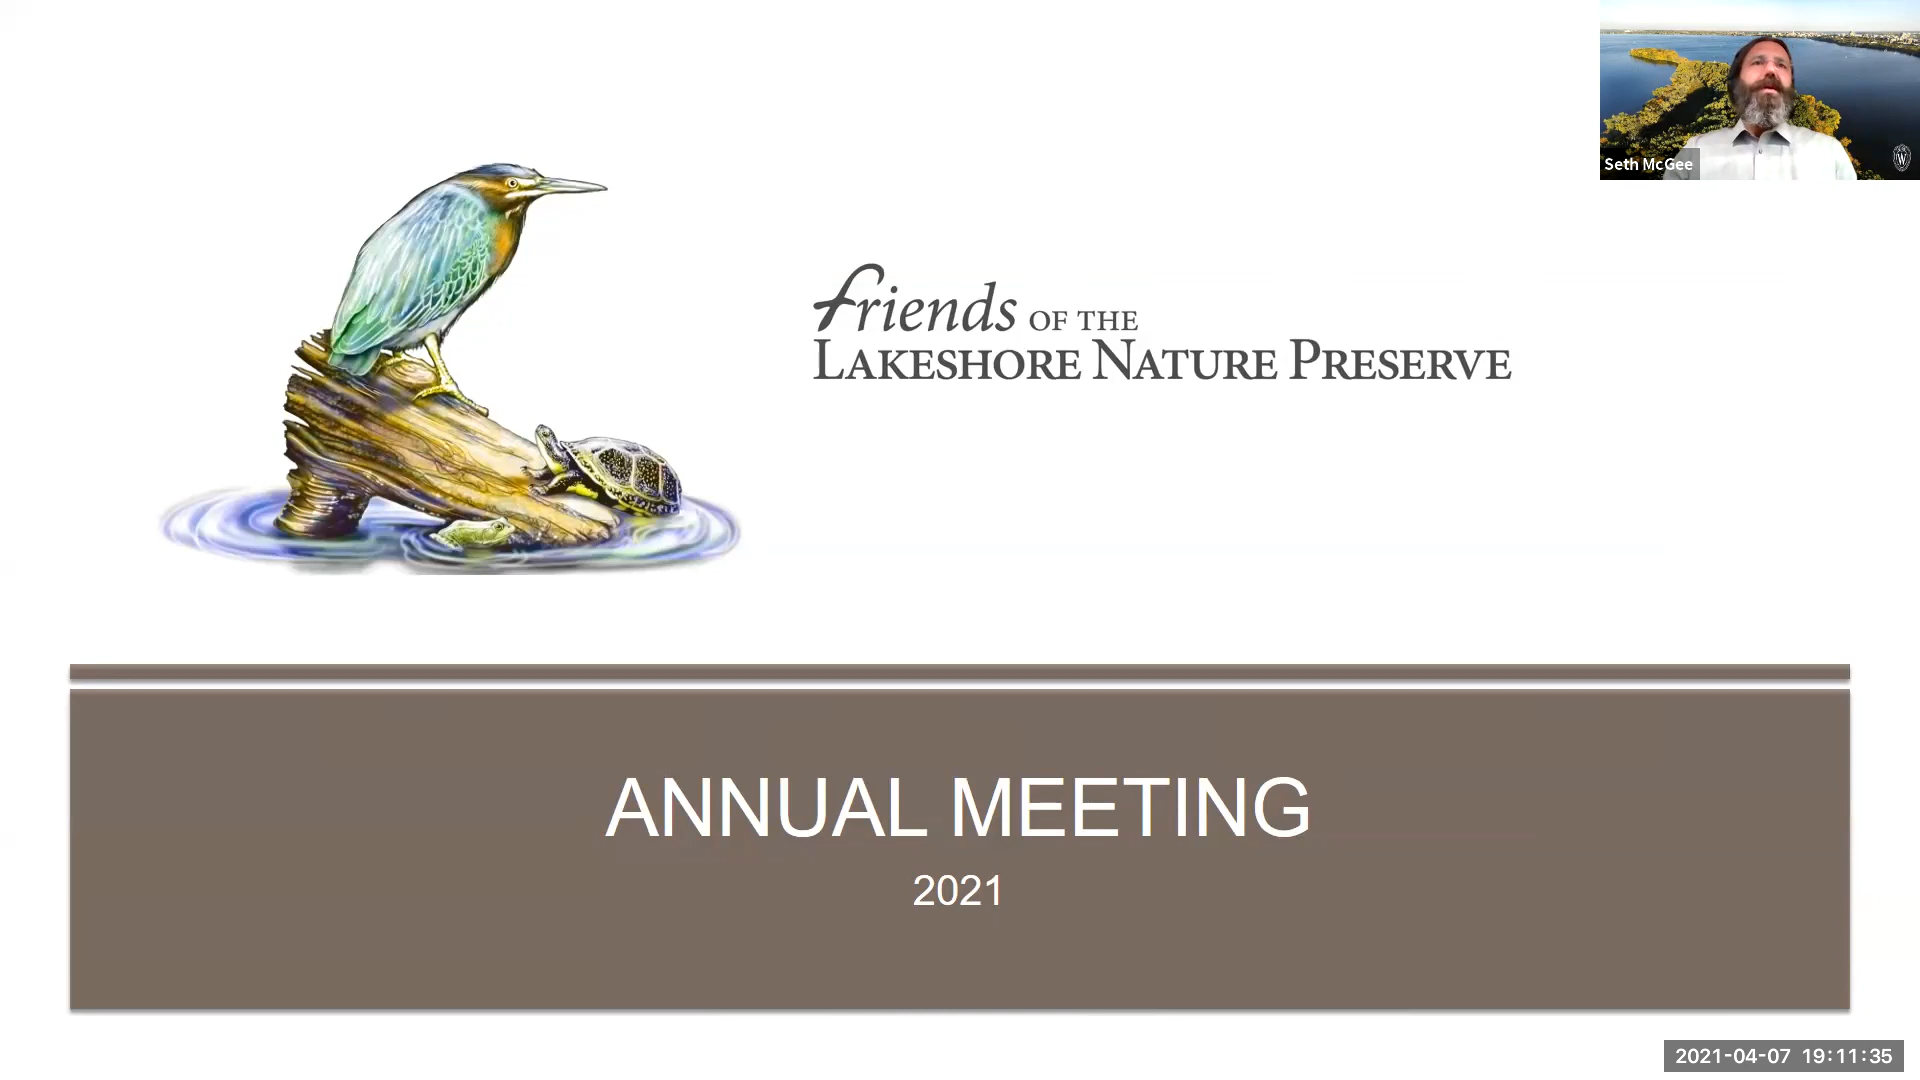 Seth McGee
W
friends OF THE
LAKESHORE NATURE PRESERVE
ANNUAL MEETING
2021
2021-04-07 19:11:35